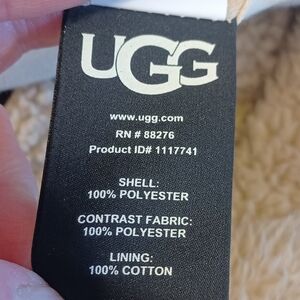 UGG
www.ugg.com
RN # 88276
Product ID# 1117741
SHELL:
100% POLYESTER
CONTRAST FABRIC:
100% POLYESTER
LINING:
100% COTTON